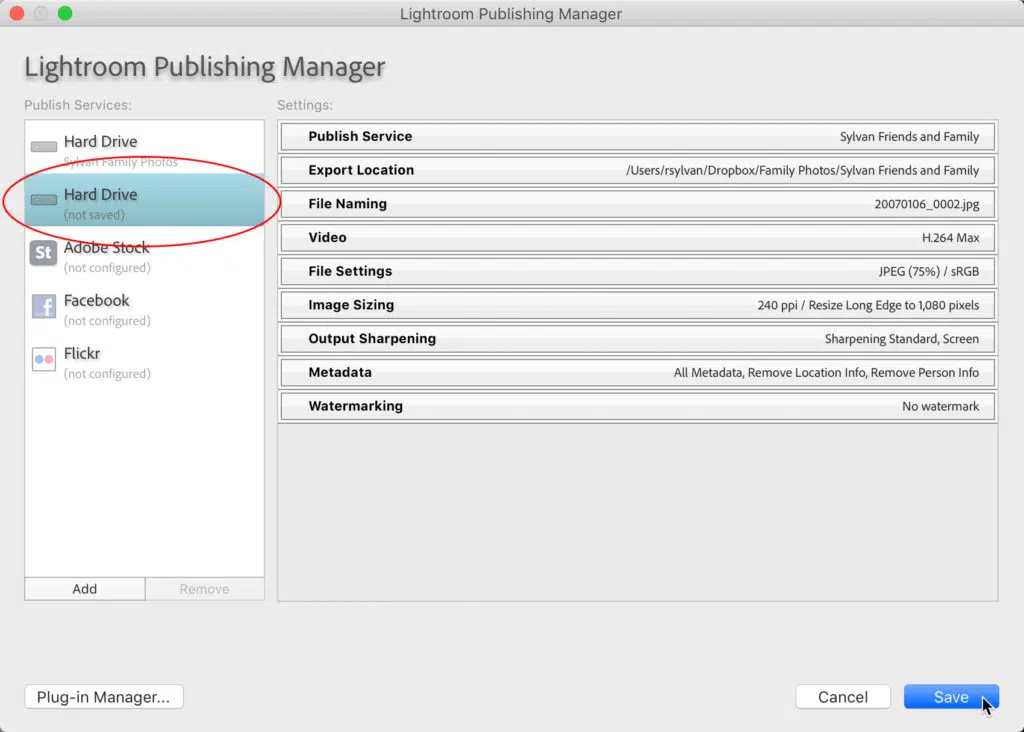 Lightroom Publishing Manager
Lightroom Publishing Manager
Publish Services:
Hard Drive
Sylvan Family Photos
Hard Drive
(not saved)
St
Adobe Stock
(not configured)
f
Facebook
(not configured)
Flickr
(not configured)
Add
Remove
Settings:
Publish Service Sylvan Friends and Family
Export Location /Users/rsylvan/Dropbox/Family Photos/Sylvan Friends and Family
File Naming 20070106_0002.jpg
Video H.264 Max
File Settings JPEG (75%) / sRGB
Image Sizing 240 ppi / Resize Long Edge to 1,080 pixels
Output Sharpening Sharpening Standard, Screen
Metadata All Metadata, Remove Location Info, Remove Person Info
Watermarking No watermark
Plug-in Manager...
Cancel
Save